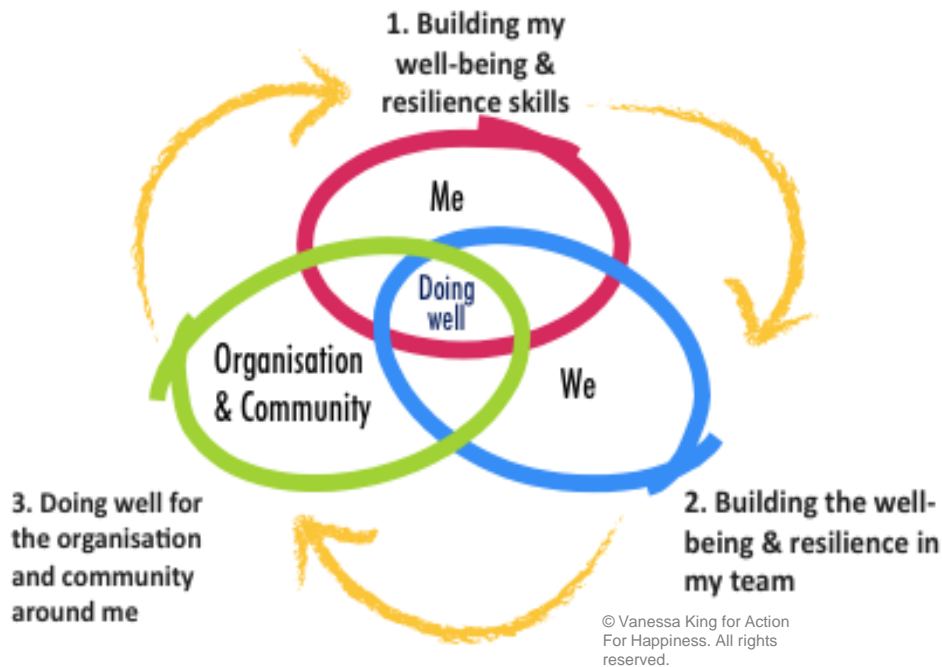 1. Building my
well-being &
resilience skills
Me
Doing
well
Organisation
& Community
We
3. Doing well for
the organisation
and community
around me
2. Building the well-
being & resilience in
my team
© Vanessa King for Action
For Happiness. All rights
reserved.